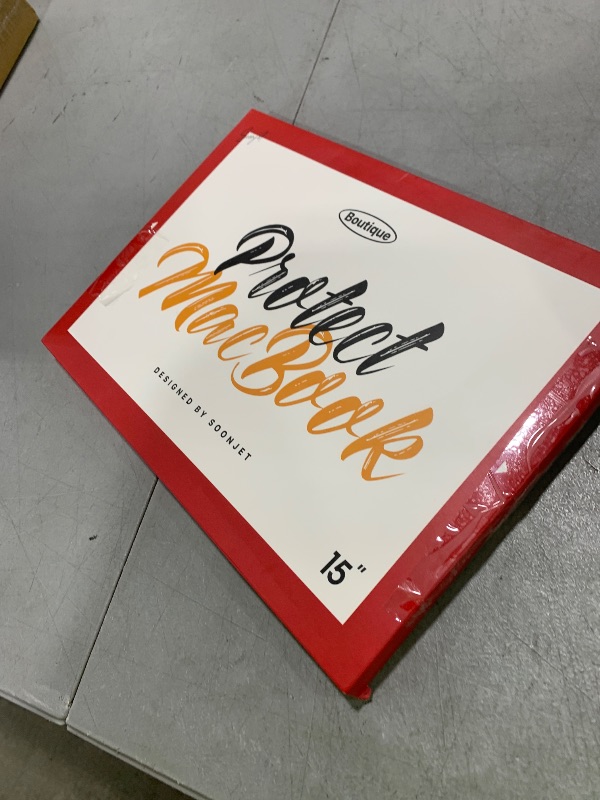 Boutique
Protect
MacBook
DESIGNED BY SOONJET
15"